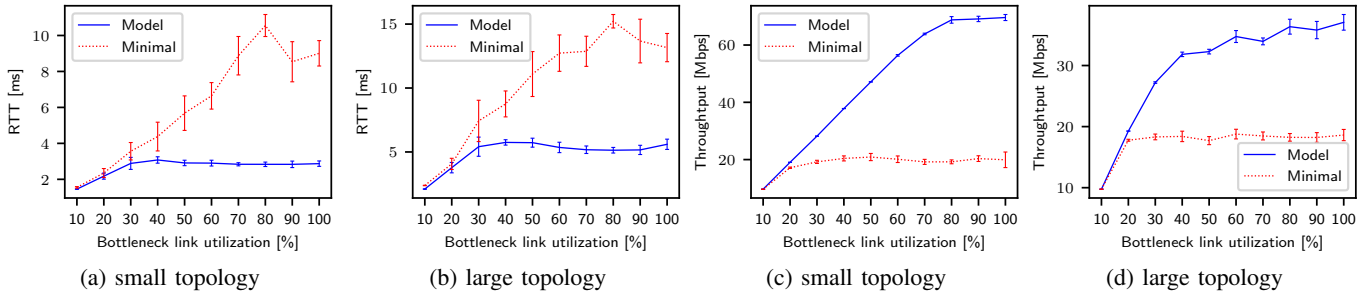 Model
Minimal
RTT [ms]
10
8
6
4
2
10 20 30 40 50 60 70 80 90 100
Bottleneck link utilization [%]
(a) small topology
Model
Minimal
RTT [ms]
15
10
5
10 20 30 40 50 60 70 80 90 100
Bottleneck link utilization [%]
(b) large topology
Model
Minimal
Throughtput [Mbps]
60
40
20
10 20 30 40 50 60 70 80 90 100
Bottleneck link utilization [%]
(c) small topology
Model
Minimal
Throughtput [Mbps]
30
20
10
10 20 30 40 50 60 70 80 90 100
Bottleneck link utilization [%]
(d) large topology